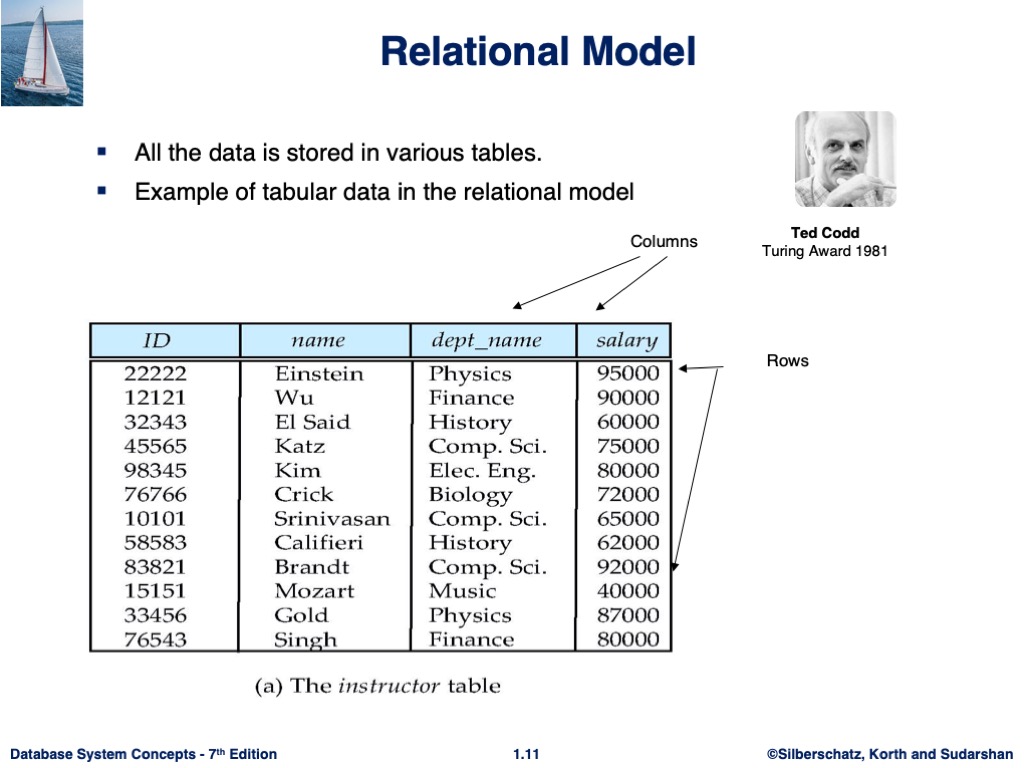 Relational Model
▪ All the data is stored in various tables.
▪ Example of tabular data in the relational model
Ted Codd
Turing Award 1981
Columns
ID name dept_name salary
Rows
22222 Einstein Physics 95000
12121 Wu Finance 90000
32343 El Said History 60000
45565 Katz Comp. Sci. 75000
98345 Kim Elec. Eng. 80000
76766 Crick Biology 72000
10101 Srinivasan Comp. Sci. 65000
58583 Califieri History 62000
83821 Brandt Comp. Sci. 92000
15151 Mozart Music 40000
33456 Gold Physics 87000
76543 Singh Finance 80000
(a) The instructor table
Database System Concepts - 7th Edition
1.11
©Silberschatz, Korth and Sudarshan